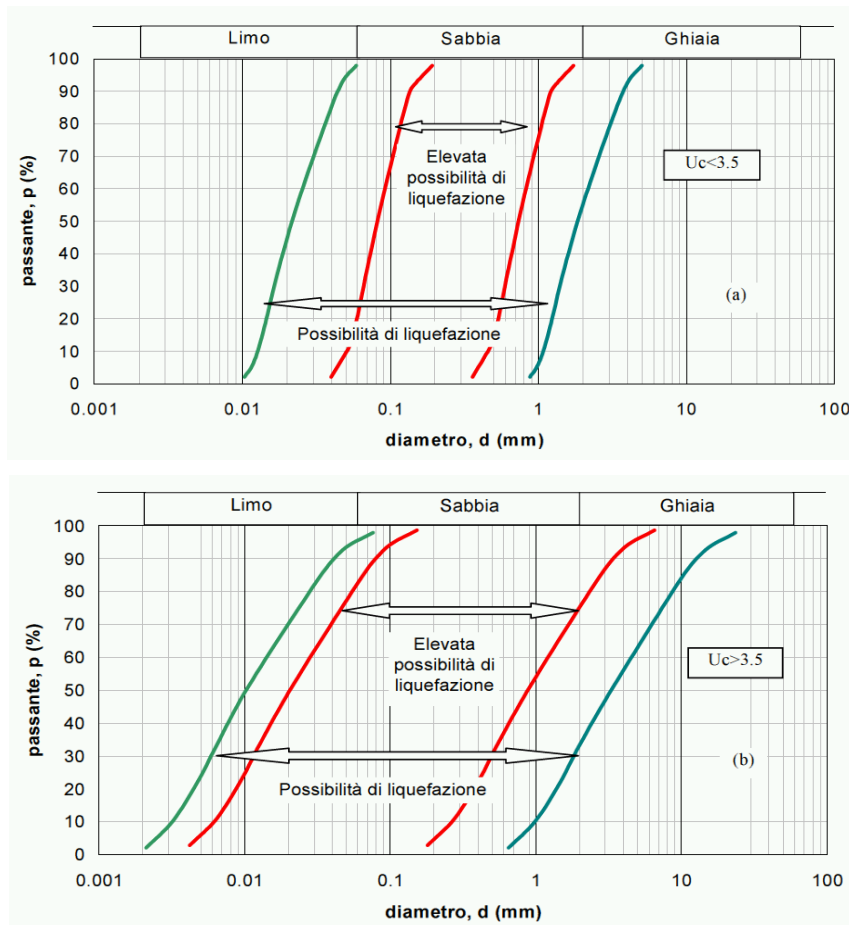 Limo Sabbia Ghiaia
100
90
80
70
60
50
40
30
20
10
0
passante, p (%)
Elevata
possibilità di
liquefazione
Uc<3.5
(a)
Possibilità di liquefazione
0.001 0.01 0.1 1 10 100
diametro, d (mm)
Limo Sabbia Ghiaia
100
90
80
70
60
50
40
30
20
10
0
passante, p (%)
Elevata
possibilità di
liquefazione
Uc>3.5
(b)
Possibilità di liquefazione
0.001 0.01 0.1 1 10 100
diametro, d (mm)